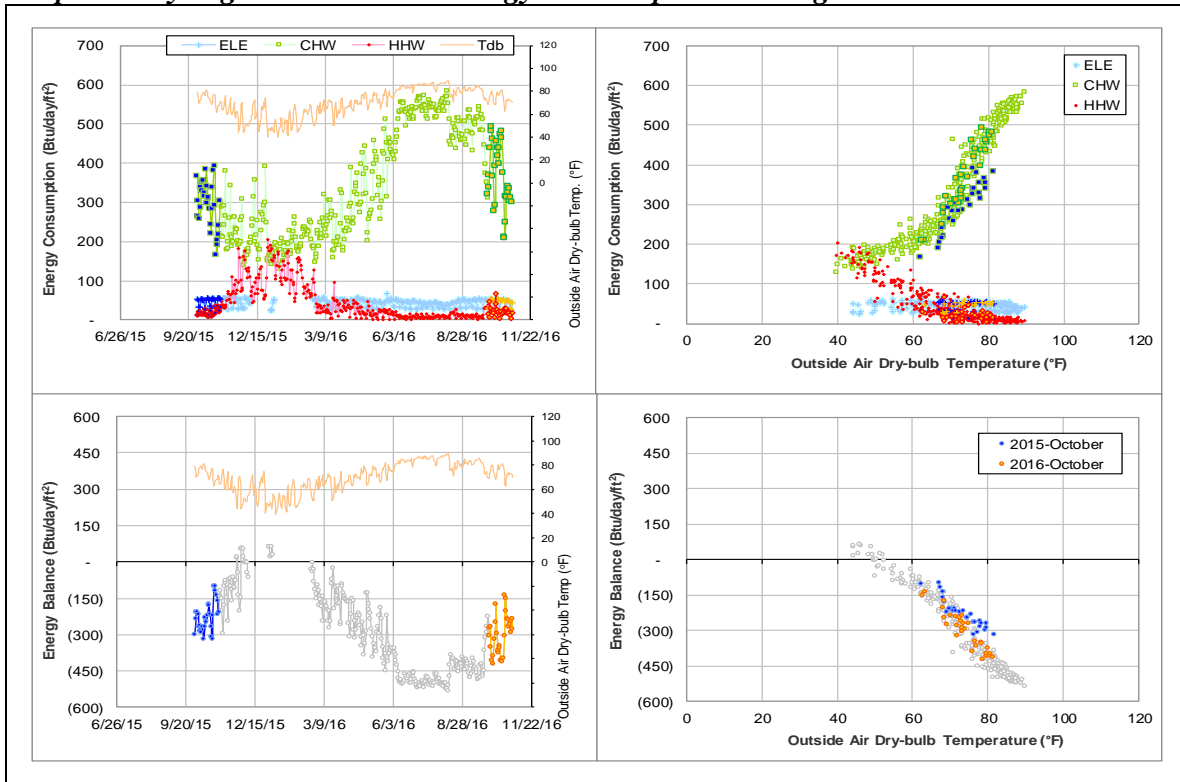 ELE CHW HHW Tdb
Energy Consumption (Btu/day/ft²)
700
600
500
400
300
200
100
-
120
100
80
60
40
20
0
Outside Air Dry-bulb Temp. (°F)
6/26/15 9/20/15 12/15/15 3/9/16 6/3/16 8/28/16 11/22/16
Energy Consumption (Btu/day/ft²)
700
600
500
400
300
200
100
-
ELE
CHW
HHW
0 20 40 60 80 100 120
Outside Air Dry-bulb Temperature (°F)
Energy Balance (Btu/day/ft²)
600
450
300
150
-
(150)
(300)
(450)
(600)
120
100
80
60
40
20
0
Outside Air Dry-bulb Temp (°F)
6/26/15 9/20/15 12/15/15 3/9/16 6/3/16 8/28/16 11/22/16
Energy Balance (Btu/day/ft²)
600
450
300
150
-
(150)
(300)
(450)
(600)
2015-October
2016-October
0 20 40 60 80 100 120
Outside Air Dry-bulb Temperature (°F)